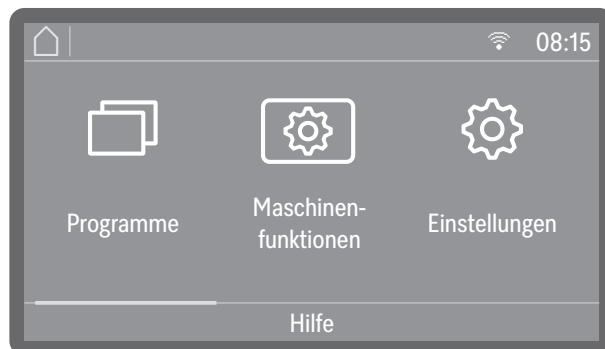 08:15
Programme
Maschinen-
funktionen
Einstellungen
Hilfe